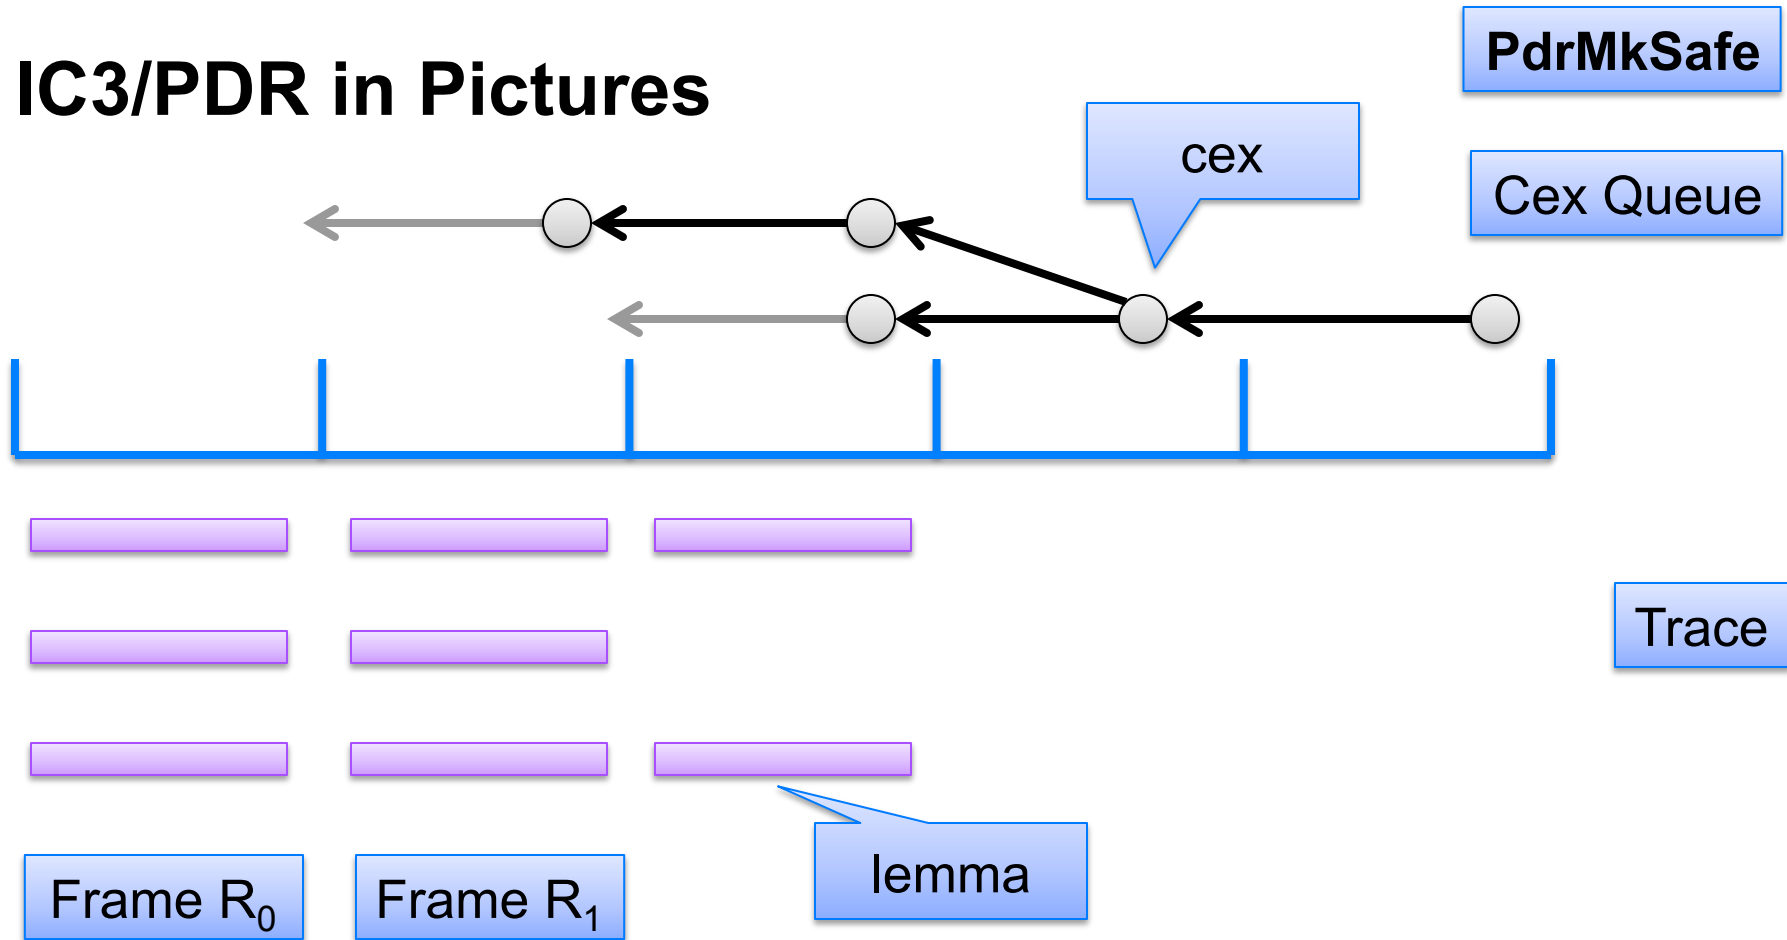 PdrMkSafe
IC3/PDR in Pictures
cex
Cex Queue
Trace
lemma
Frame R₀
Frame R₁